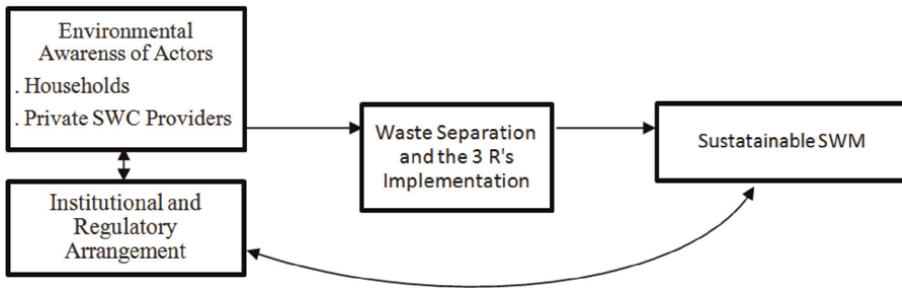 Environmental
Awarenss of Actors
. Households
. Private SWC Providers
Waste Separation
and the 3 R's
Implementation
Sustatainable SWM
Institutional and
Regulatory
Arrangement